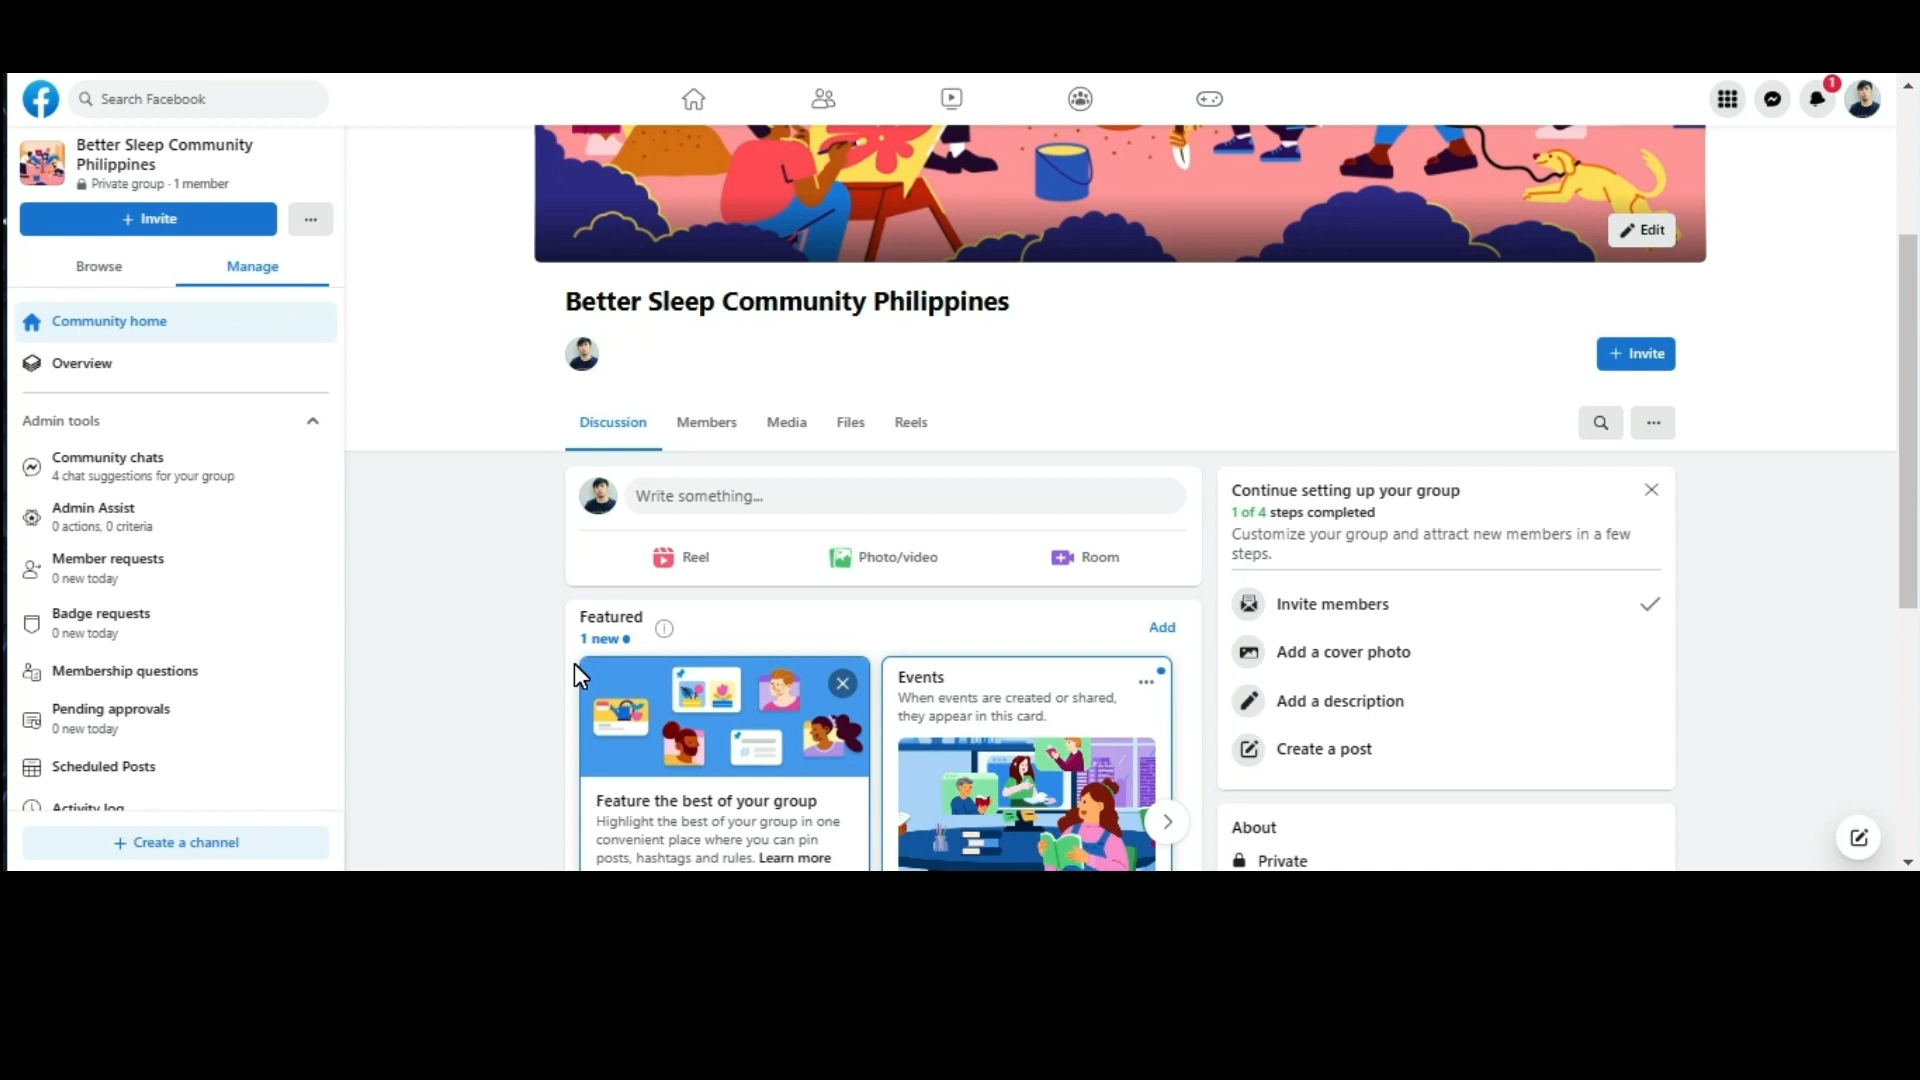 Search Facebook
1
Better Sleep Community
Philippines
Private group · 1 member
+ Invite
...
Browse
Manage
Community home
Overview
Admin tools
Community chats
4 chat suggestions for your group
Admin Assist
0 actions, 0 criteria
Member requests
0 new today
Badge requests
0 new today
Membership questions
Pending approvals
0 new today
Scheduled Posts
Activity log
+ Create a channel
Edit
Better Sleep Community Philippines
+ Invite
Discussion
Members
Media
Files
Reels
...
Write something...
Reel
Photo/video
Room
Featured
1 new
Add
Feature the best of your group
Highlight the best of your group in one
convenient place where you can pin
posts, hashtags and rules. Learn more
Events
...
When events are created or shared,
they appear in this card.
Continue setting up your group
1 of 4 steps completed
Customize your group and attract new members in a few
steps.
Invite members
Add a cover photo
Add a description
Create a post
About
Private